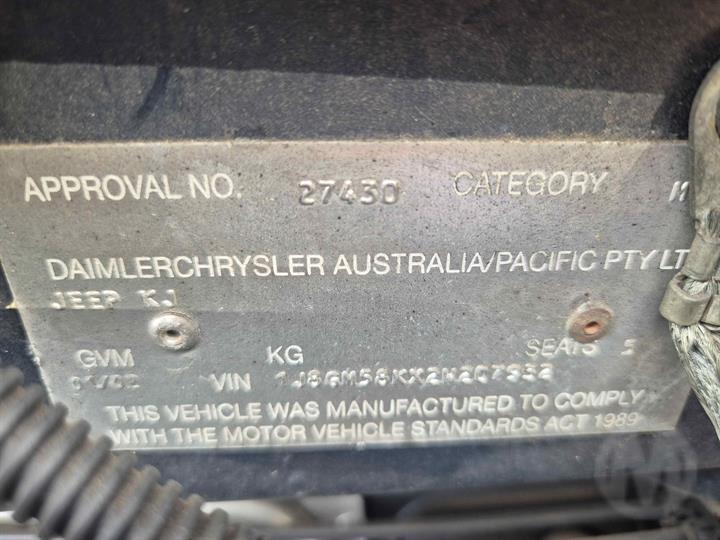 APPROVAL NO. 27430 CATEGORY
DAIMLERCHRYSLER AUSTRALIA/PACIFIC PTY LT
JEEP KJ
GVM KG SEATS 5
VIN
THIS VEHICLE WAS MANUFACTURED TO COMPLY
WITH THE MOTOR VEHICLE STANDARDS ACT 1989